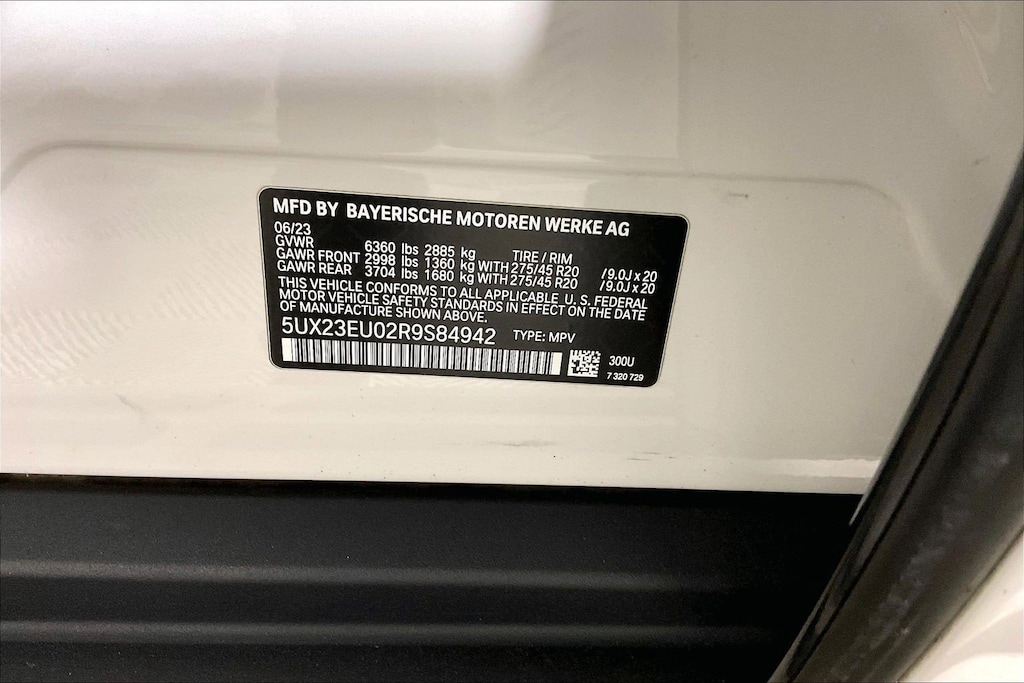 MFD BY BAYERISCHE MOTOREN WERKE AG
06/23
GVWR 6360 lbs 2885 kg TIRE / RIM
GAWR FRONT 2998 lbs 1360 kg WITH 275/45 R20 /9.0J x 20
GAWR REAR 3704 lbs 1680 kg WITH 275/45 R20 /9.0J x 20
THIS VEHICLE CONFORMS TO ALL APPLICABLE U. S. FEDERAL
MOTOR VEHICLE SAFETY STANDARDS IN EFFECT ON THE DATE
OF MANUFACTURE SHOWN ABOVE.
5UX23EU02R9S84942 TYPE: MPV
300U
7 320 729